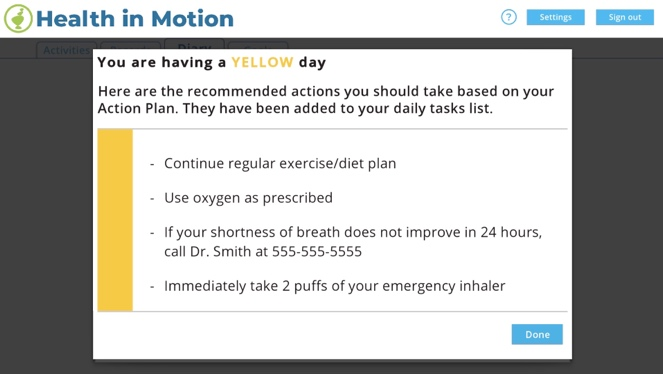 Health in Motion
? Settings Sign out
Activities Diary
You are having a YELLOW day
Here are the recommended actions you should take based on your
Action Plan. They have been added to your daily tasks list.
- Continue regular exercise/diet plan
- Use oxygen as prescribed
- If your shortness of breath does not improve in 24 hours,
call Dr. Smith at 555-555-5555
- Immediately take 2 puffs of your emergency inhaler
Done